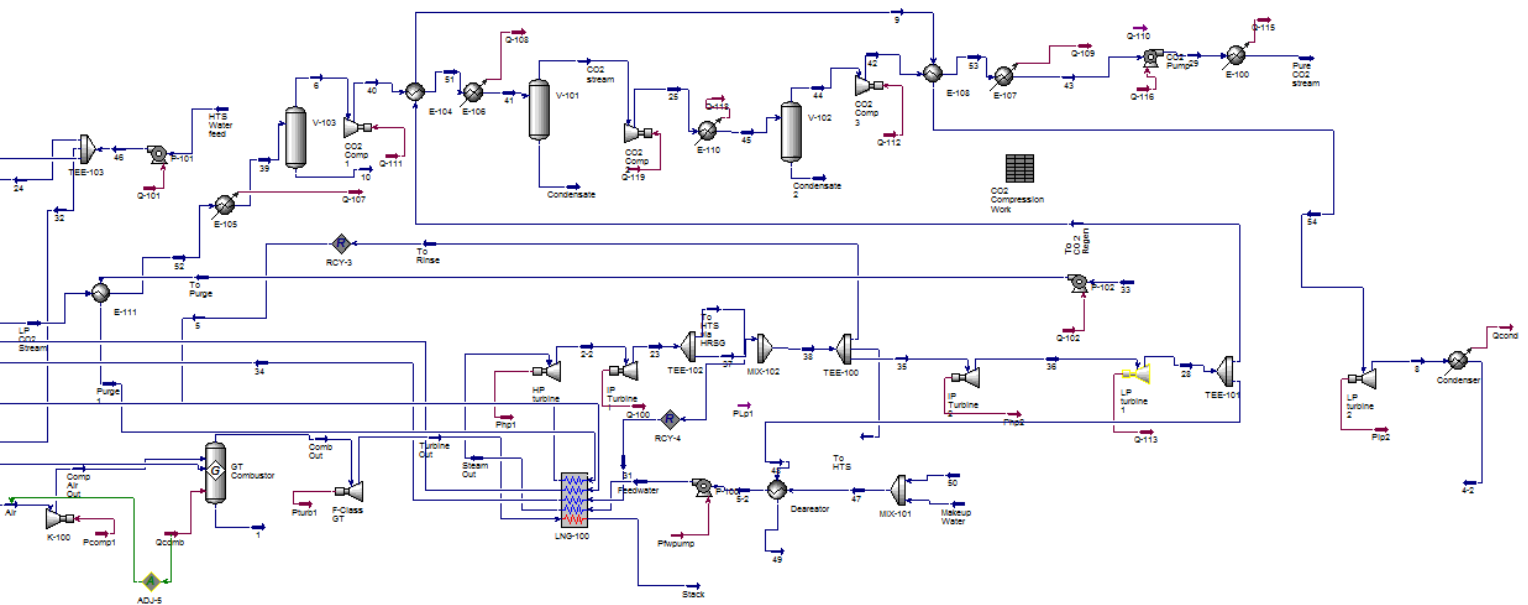 9
Q-115
Q-110
Q-108
Q-109
CO2
Pump
29
E-100
Pure
CO2
stream
CO2
stream
42
53
51
40
6
E-108
E-107
43
Q-116
E-104
E-106
41
V-101
25
Q-118
44
CO2
Comp
3
V-103
HTS
Water
feed
CO2
Comp
1
V-102
Q-112
46
P-101
TEE-103
39
10
Q-111
CO2
Comp
2
Q-119
E-110
45
24
Q-101
Q-107
Condensate
Condensate
2
CO2
Compression
Work
32
E-105
54
To
CO2
Regen
RCY-3
To
Rinse
52
To
Purge
E-111
P-102
33
5
LP
CO2
Stream
Q-102
Qcond
To
HTS
via
HRSG
2-2
23
38
35
36
28
34
TEE-102
37
MIX-102
TEE-100
TEE-101
8
Condenser
Purge
1
HP
turbine
IP
Turbine
Q-100
IP
Turbine
2
LP
turbine
1
LP
turbine
2
Php1
PLp1
Php2
Q-113
Plp2
RCY-4
Comb
Out
Turbine
Out
Steam
Out
GT
Combustor
G
To
HTS
Comp
Air
Out
31
Feedwater
P-100
5-2
47
50
4-2
Air
Pturb1
F-Class
GT
Deareator
MIX-101
Makeup
Water
K-100
Pcomp1
Qcomb
1
LNG-100
Pfwpump
49
A
ADJ-5
Stack